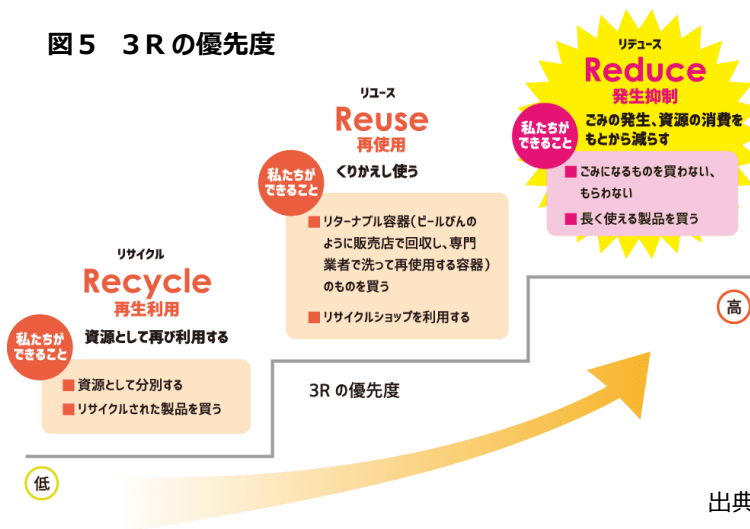 図5 3Rの優先度
リサイクル
Recycle
再生利用
私たちが
できること
資源として再び利用する
■資源として分別する
■リサイクルされた製品を買う
リユース
Reuse
再使用
私たちが
できること
くりかえし使う
■リターナブル容器(ビールびんの
ように販売店で回収し、専門
業者で洗って再使用する容器)
のものを買う
■リサイクルショップを利用する
リデュース
Reduce
発生抑制
私たちが
できること
ごみの発生、資源の消費を
もとから減らす
■ごみになるものを買わない、
もらわない
■長く使える製品を買う
高
3Rの優先度
低
出典